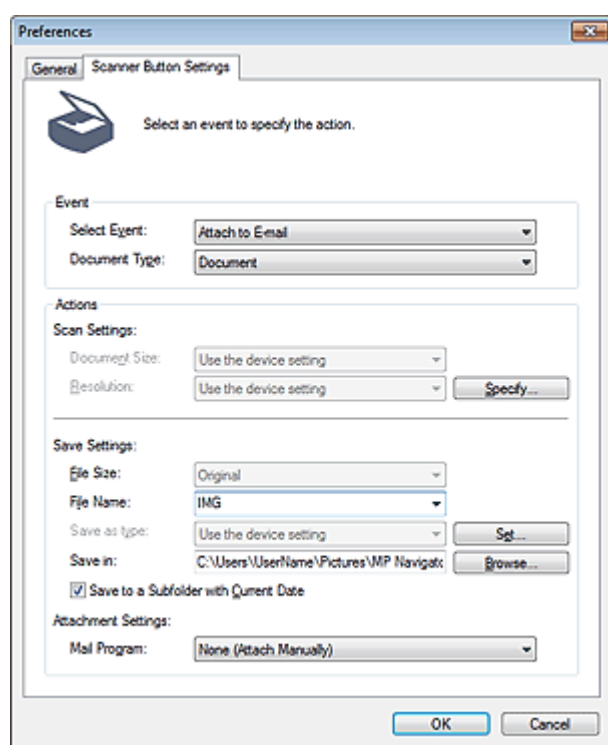 Preferences
General Scanner Button Settings
Select an event to specify the action.
Event
Select Event: Attach to E-mail
Document Type: Document
Actions
Scan Settings:
Document Size: Use the device setting
Resolution: Use the device setting Specify...
Save Settings:
File Size: Original
File Name: IMG
Save as type: Use the device setting Set...
Save in: C:\Users\UserName\Pictures\MP Navigatc Browse...
Save to a Subfolder with Current Date
Attachment Settings:
Mail Program: None (Attach Manually)
OK Cancel